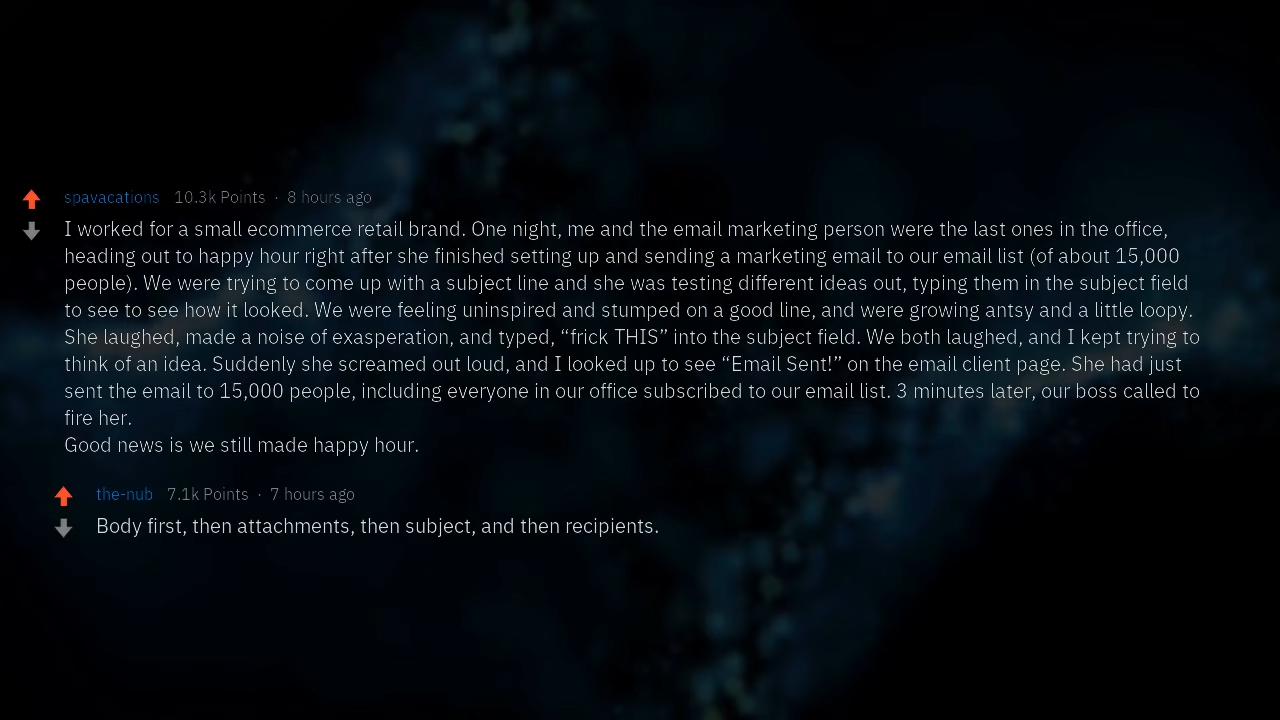 spavacations 10.3k Points · 8 hours ago
I worked for a small ecommerce retail brand. One night, me and the email marketing person were the last ones in the office,
heading out to happy hour right after she finished setting up and sending a marketing email to our email list (of about 15,000
people). We were trying to come up with a subject line and she was testing different ideas out, typing them in the subject field
to see to see how it looked. We were feeling uninspired and stumped on a good line, and were growing antsy and a little loopy.
She laughed, made a noise of exasperation, and typed, “frick THIS” into the subject field. We both laughed, and I kept trying to
think of an idea. Suddenly she screamed out loud, and I looked up to see “Email Sent!” on the email client page. She had just
sent the email to 15,000 people, including everyone in our office subscribed to our email list. 3 minutes later, our boss called to
fire her.
Good news is we still made happy hour.
the-nub 7.1k Points · 7 hours ago
Body first, then attachments, then subject, and then recipients.